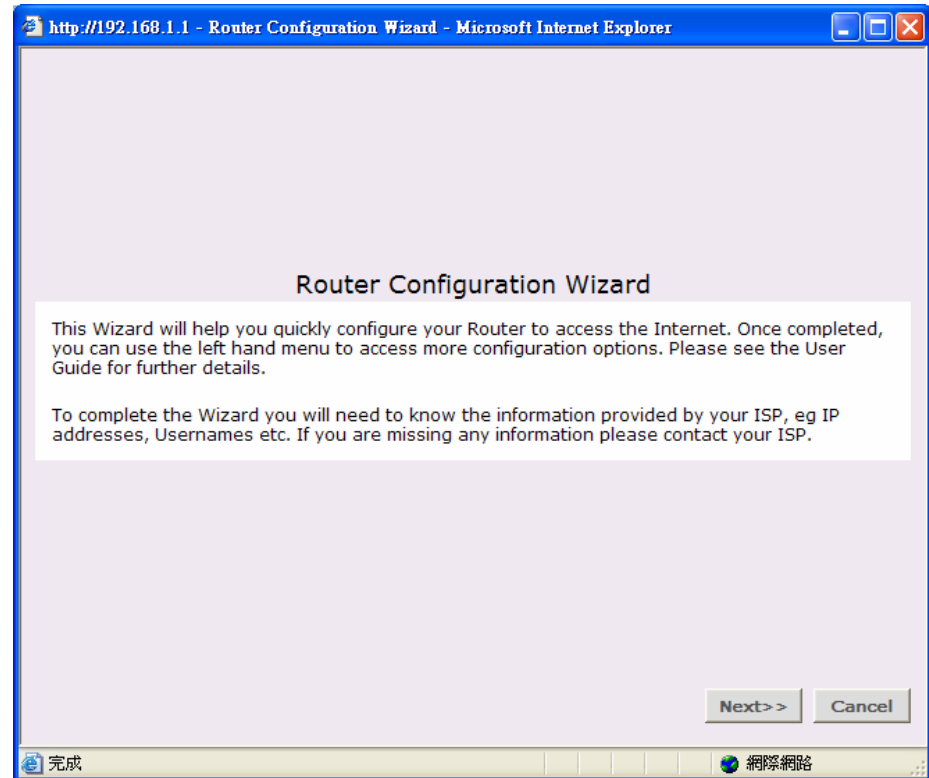 http://192.168.1.1 - Router Configuration Wizard - Microsoft Internet Explorer
Router Configuration Wizard
This Wizard will help you quickly configure your Router to access the Internet. Once completed,
you can use the left hand menu to access more configuration options. Please see the User
Guide for further details.
To complete the Wizard you will need to know the information provided by your ISP, eg IP
addresses, Usernames etc. If you are missing any information please contact your ISP.
Next>> Cancel
完成 網際網路